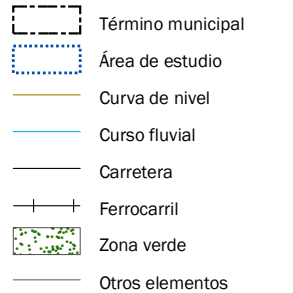 Término municipal
Área de estudio
Curva de nivel
Curso fluvial
Carretera
Ferrocarril
Zona verde
Otros elementos